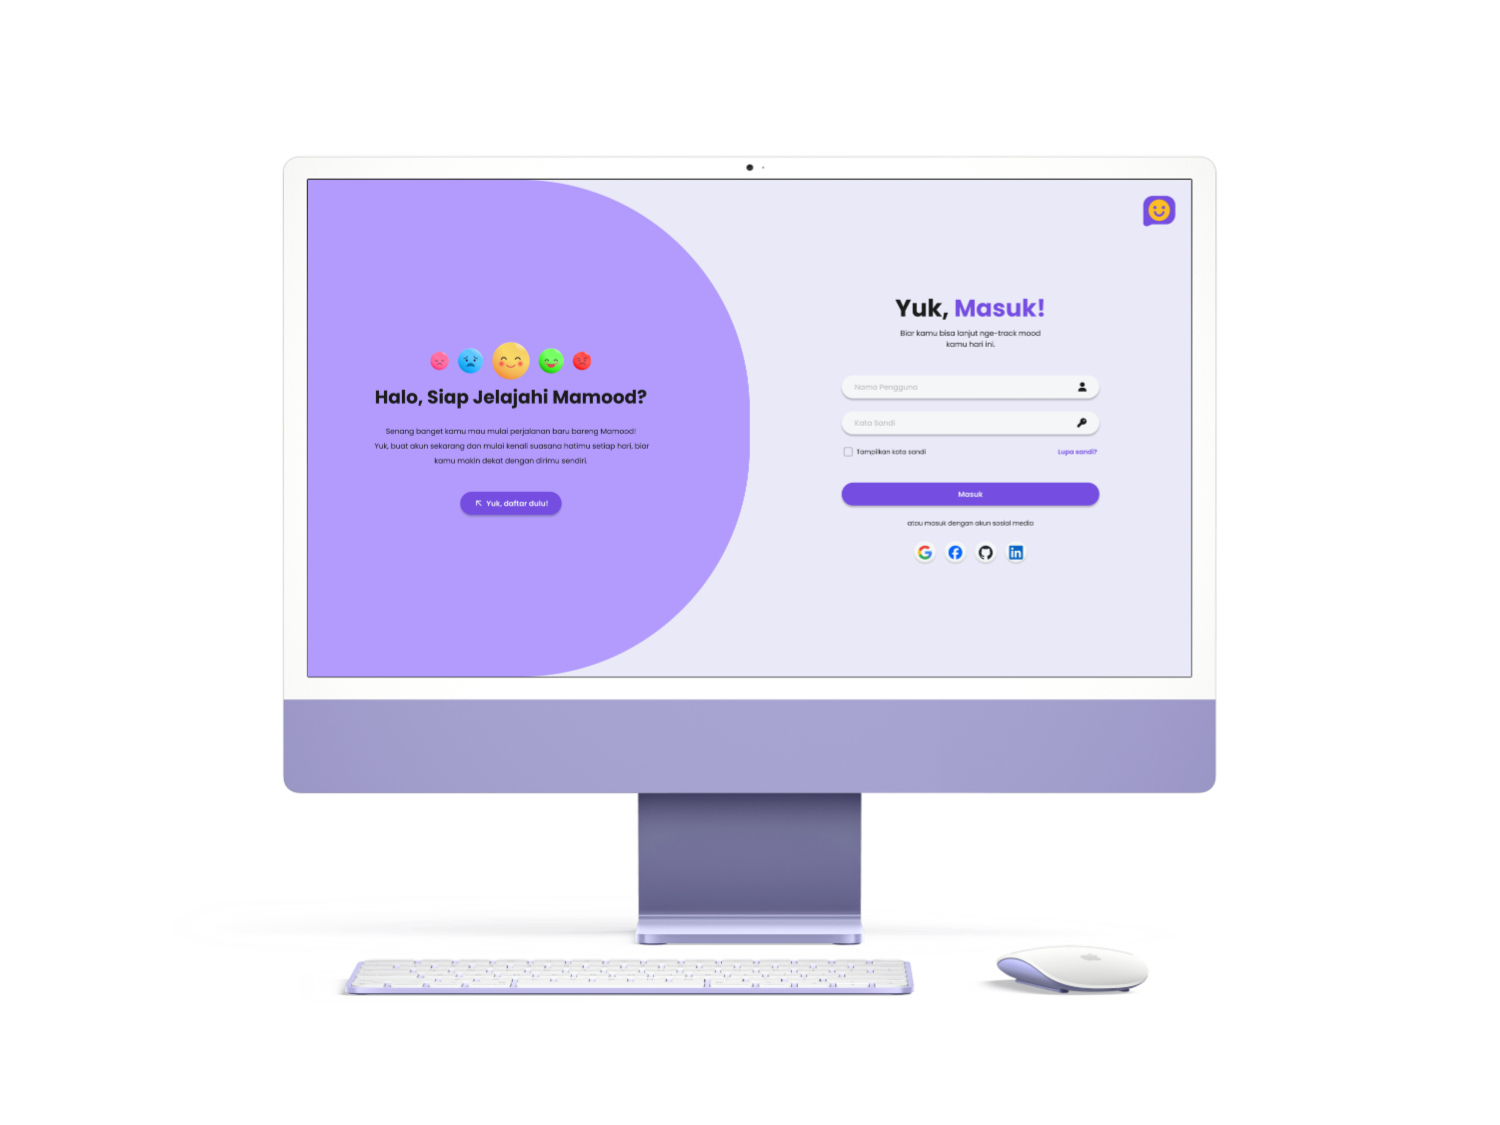 Halo, Siap Jelajahi Mamood?
Senang banget kamu mau mulai perjalanan baru bareng Mamood!
Yuk, buat akun sekarang dan mulai kenali suasana hatimu setiap hari, biar
kamu makin dekat dengan dirimu sendiri.
Yuk, daftar dulu!
Yuk, Masuk!
Biar kamu bisa lanjut nge-track mood
kamu hari ini.
Nama Pengguna
Kata Sandi
Tampilkan kata sandi
Lupa sandi?
Masuk
atau masuk dengan akun sosial media